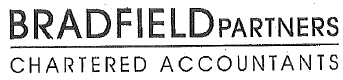 BRADFIELD PARTNERS
CHARTERED ACCOUNTANTS